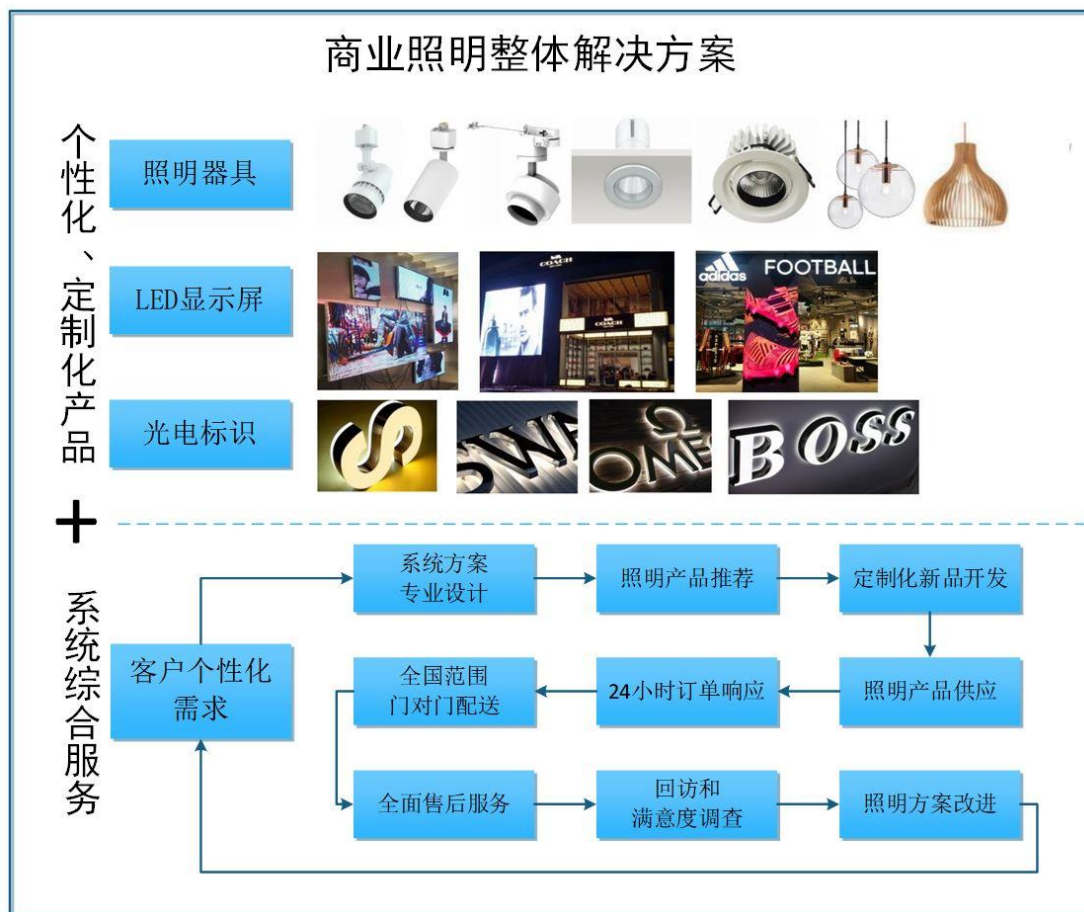 商业照明整体解决方案
个性化、定制化产品
照明器具
LED显示屏
COACH
COACH
adidas
FOOTBALL
光电标识
S
SWA
OME
Ω
BOSS
+
系统综合服务
客户个性化
需求
系统方案
专业设计
照明产品推荐
定制化新品开发
全国范围
门对门配送
24小时订单响应
照明产品供应
全面售后服务
回访和
满意度调查
照明方案改进